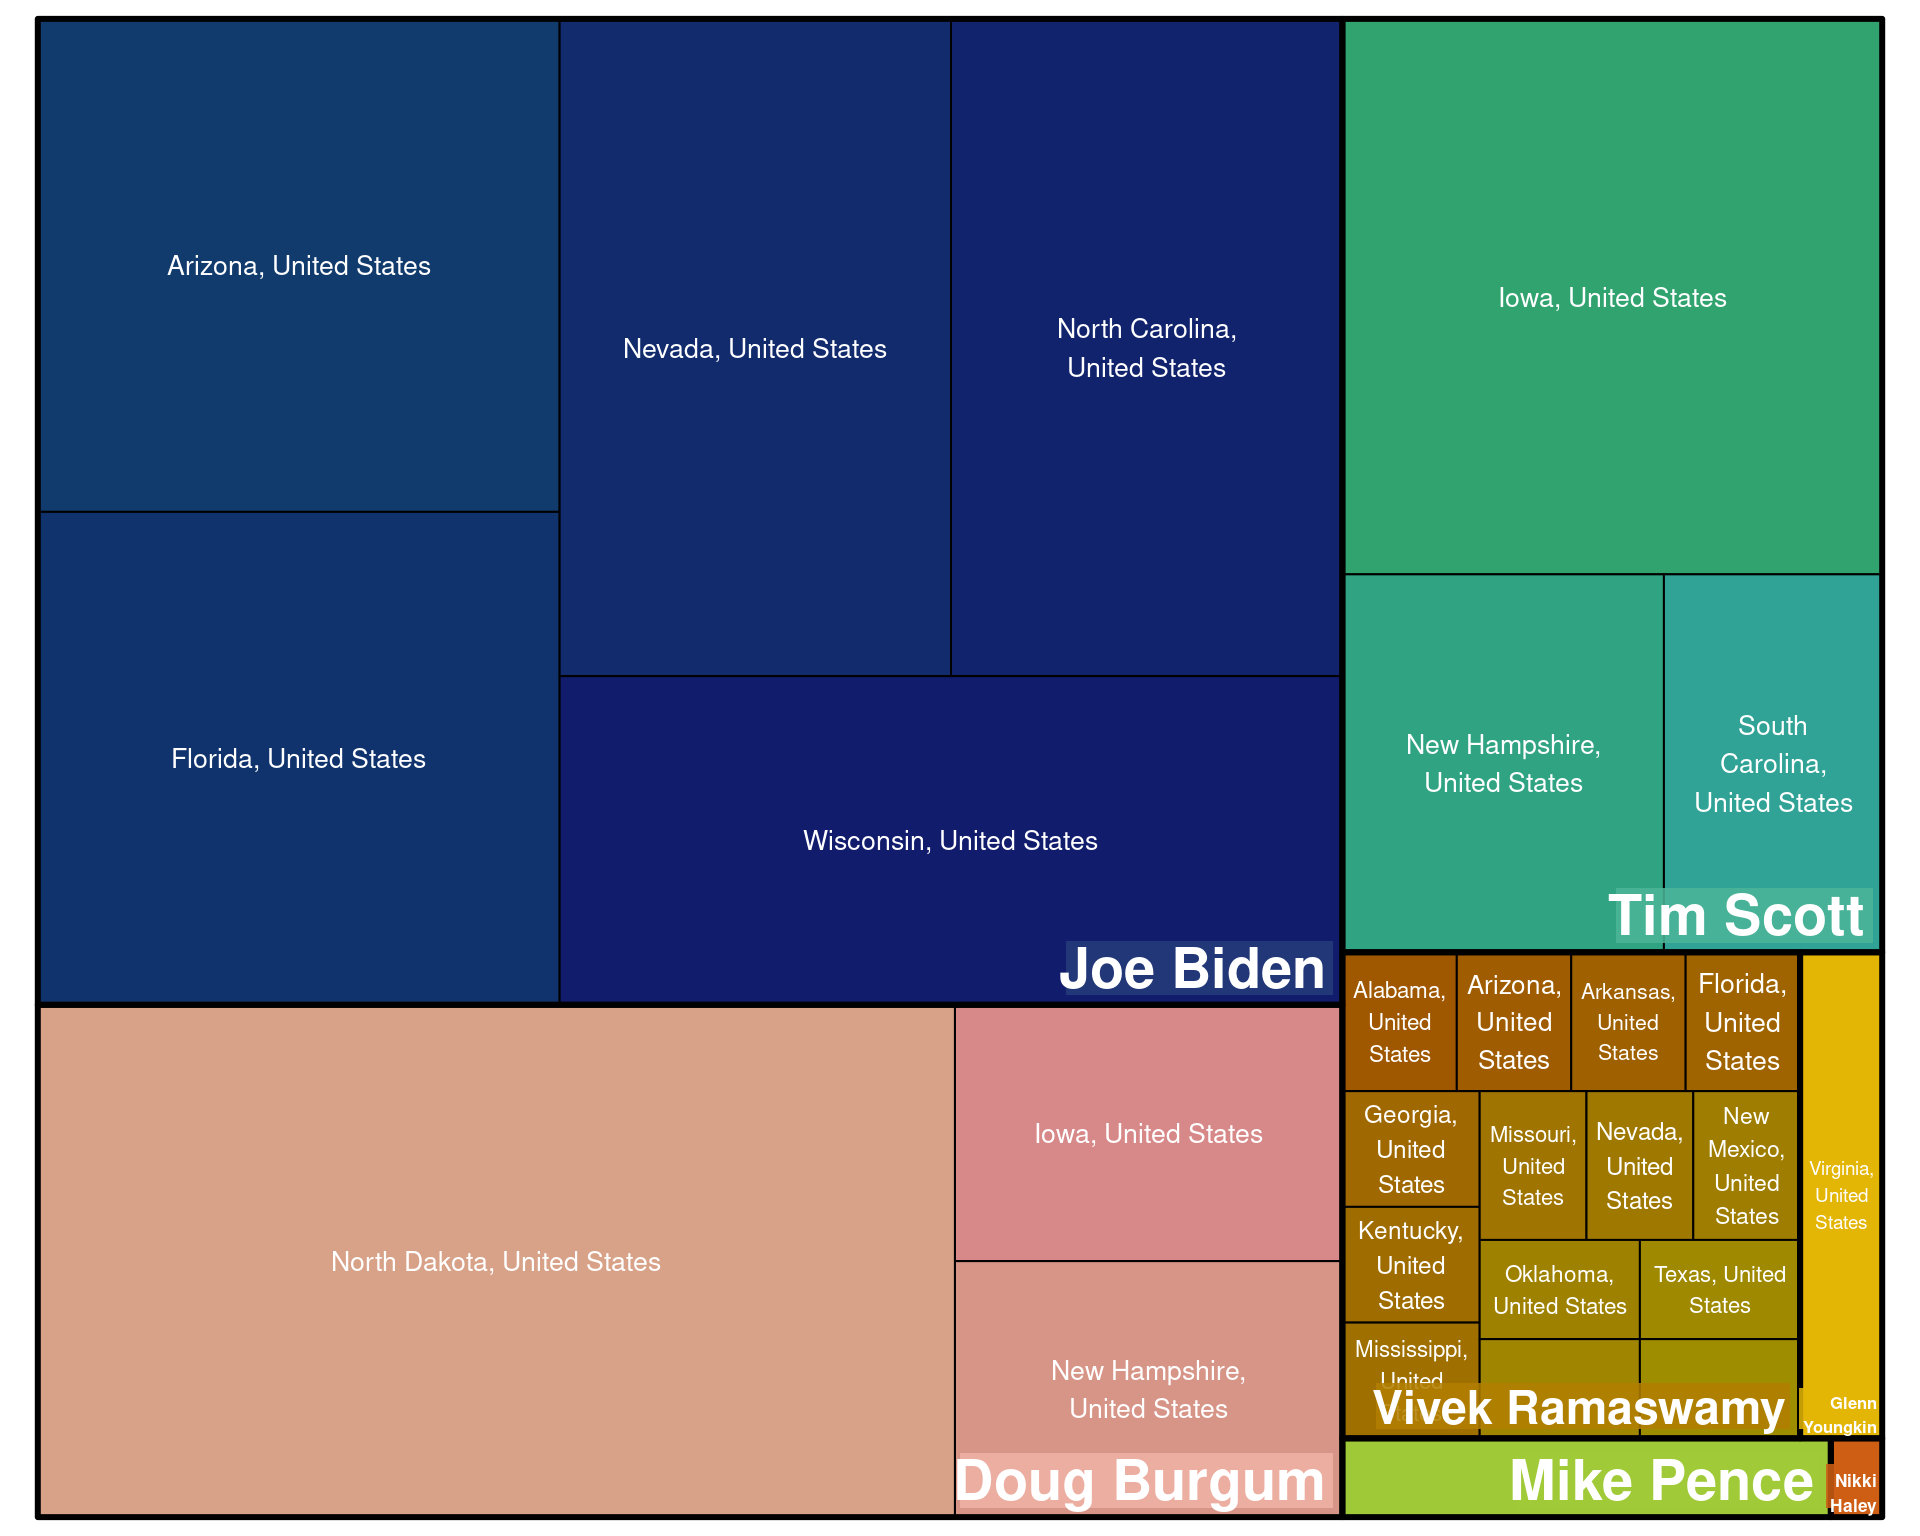 Arizona, United States
Florida, United States
Nevada, United States
North Carolina,
United States
Wisconsin, United States
Joe Biden
North Dakota, United States
Iowa, United States
New Hampshire,
United States
Doug Burgum
Iowa, United States
New Hampshire,
United States
South
Carolina,
United States
Tim Scott
Alabama,
United
States
Arizona,
United
States
Arkansas,
United
States
Florida,
United
States
Georgia,
United
States
Kentucky,
United
States
Mississippi,
United
Missouri,
United
States
Nevada,
United
States
New
Mexico,
United
States
Oklahoma,
United States
Texas, United
States
Vivek Ramaswamy
Virginia,
United
States
Glenn
Youngkin
Mike Pence
Nikki
Haley